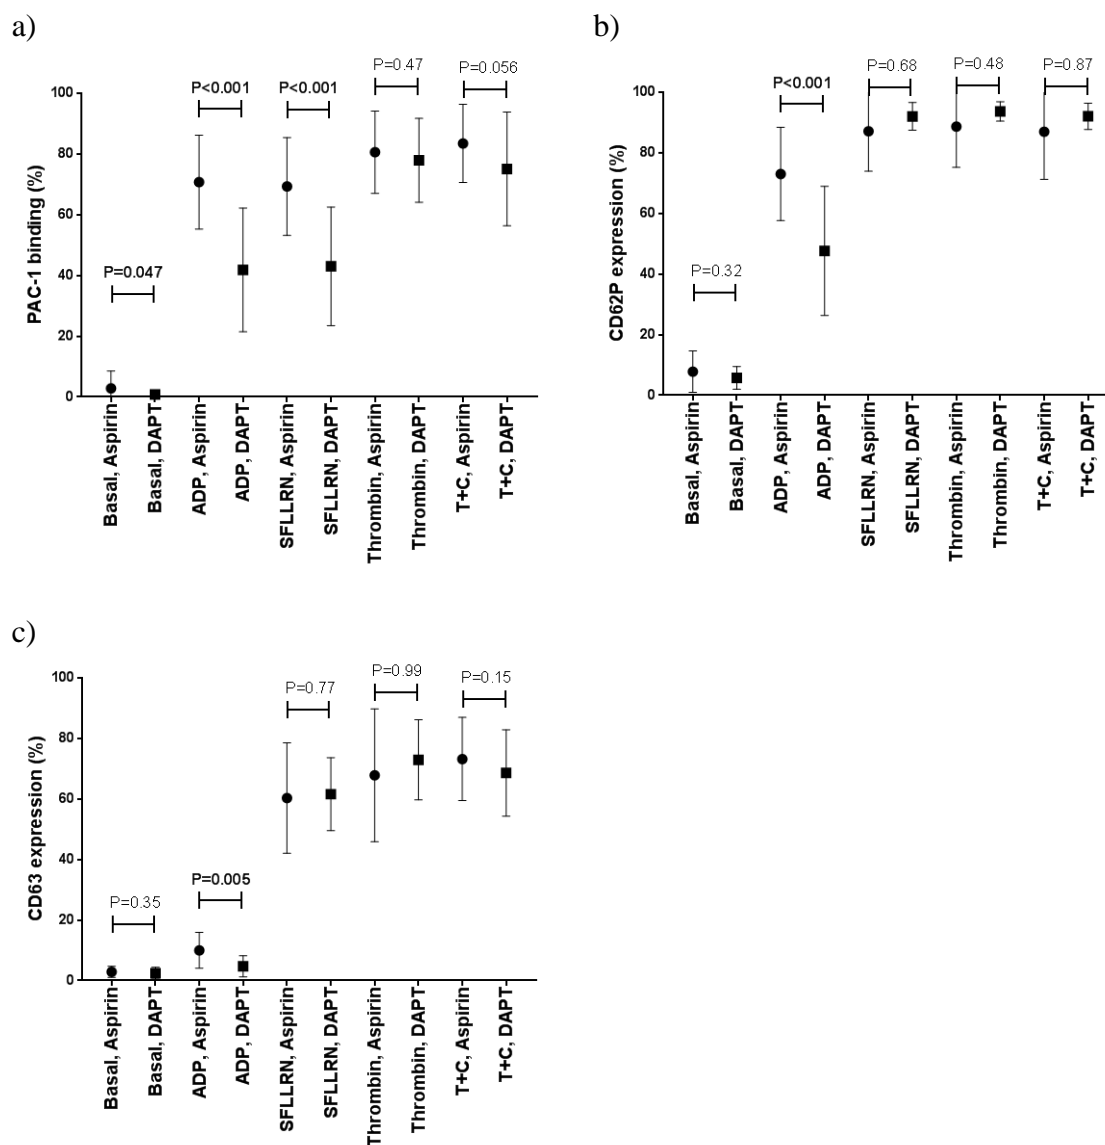 a)
P<0.001
P<0.001
P=0.47
P=0.056
P=0.047
PAC-1 binding (%)
100
80
60
40
20
0
Basal, Aspirin
Basal, DAPT
ADP, Aspirin
ADP, DAPT
SFLLRN, Aspirin
SFLLRN, DAPT
Thrombin, Aspirin
Thrombin, DAPT
T+C, Aspirin
T+C, DAPT
b)
P<0.001
P=0.68
P=0.48
P=0.87
P=0.32
CD62P expression (%)
100
80
60
40
20
0
Basal, Aspirin
Basal, DAPT
ADP, Aspirin
ADP, DAPT
SFLLRN, Aspirin
SFLLRN, DAPT
Thrombin, Aspirin
Thrombin, DAPT
T+C, Aspirin
T+C, DAPT
c)
P=0.77
P=0.99
P=0.15
P=0.35
P=0.005
CD63 expression (%)
100
80
60
40
20
0
Basal, Aspirin
Basal, DAPT
ADP, Aspirin
ADP, DAPT
SFLLRN, Aspirin
SFLLRN, DAPT
Thrombin, Aspirin
Thrombin, DAPT
T+C, Aspirin
T+C, DAPT